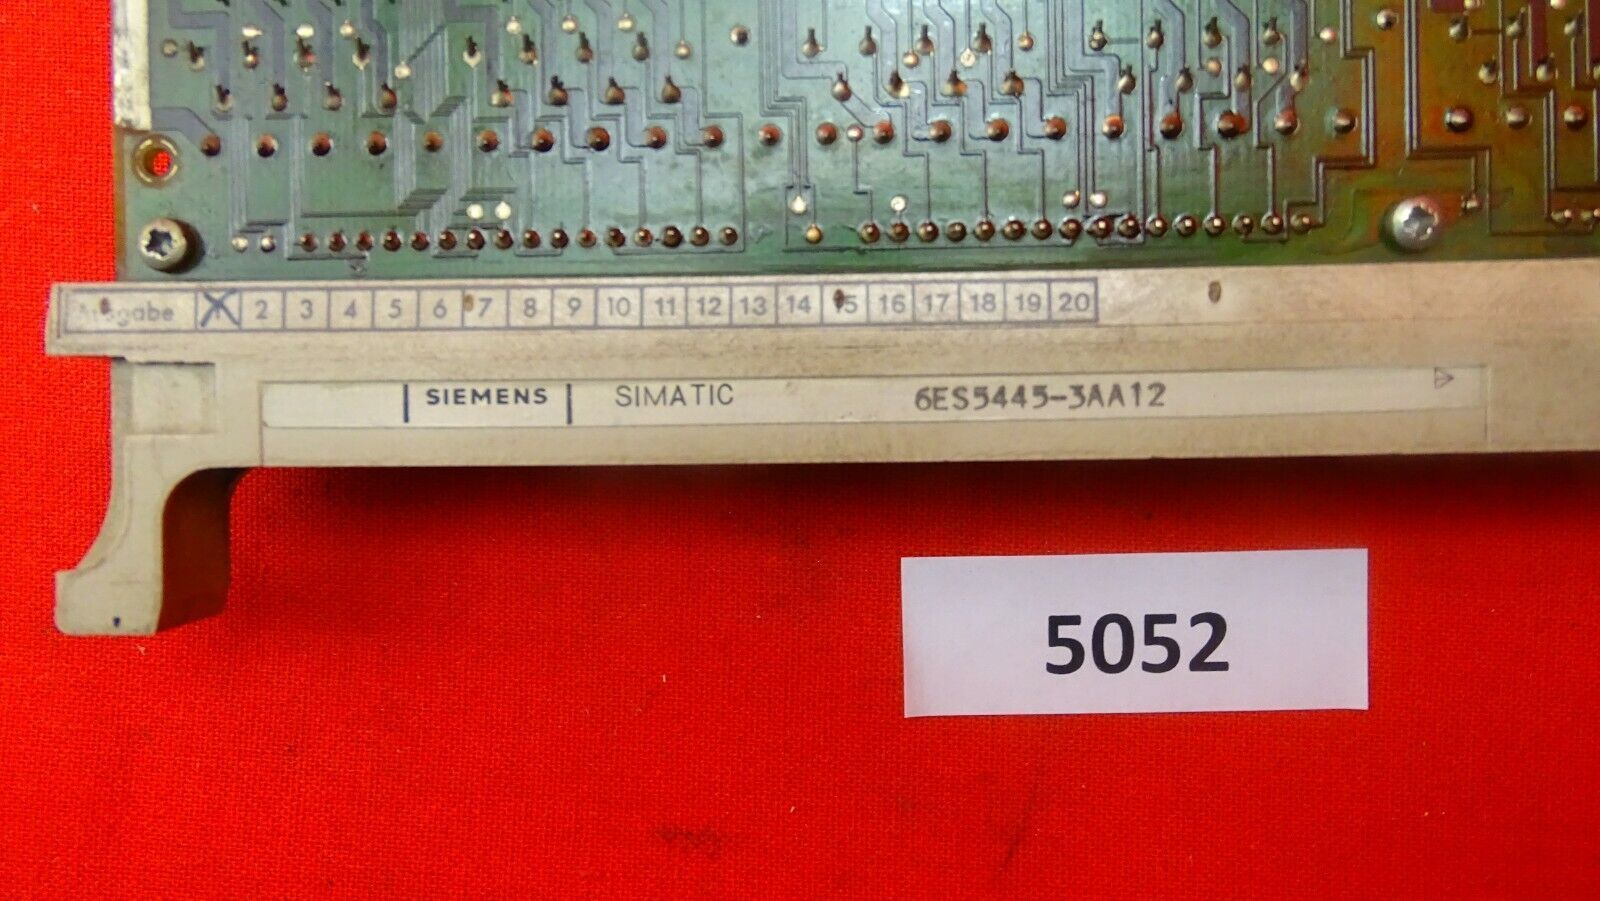 Ausgabe 2 3 4 5 6 7 8 9 10 11 12 13 14 15 16 17 18 19 20
SIEMENS SIMATIC 6ES5445-3AA12
5052